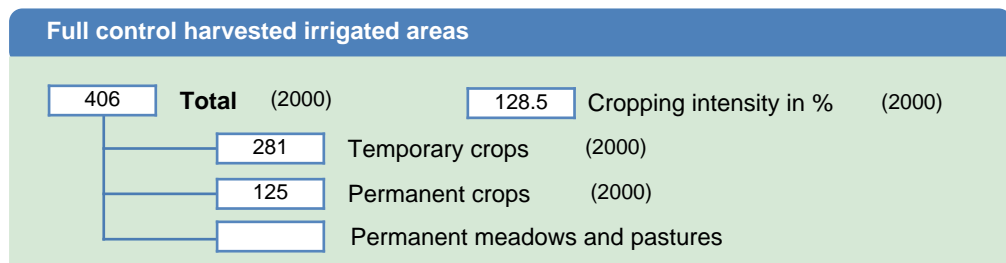 Full control harvested irrigated areas
406 Total (2000) 128.5 Cropping intensity in % (2000)
281 Temporary crops (2000)
125 Permanent crops (2000)
Permanent meadows and pastures